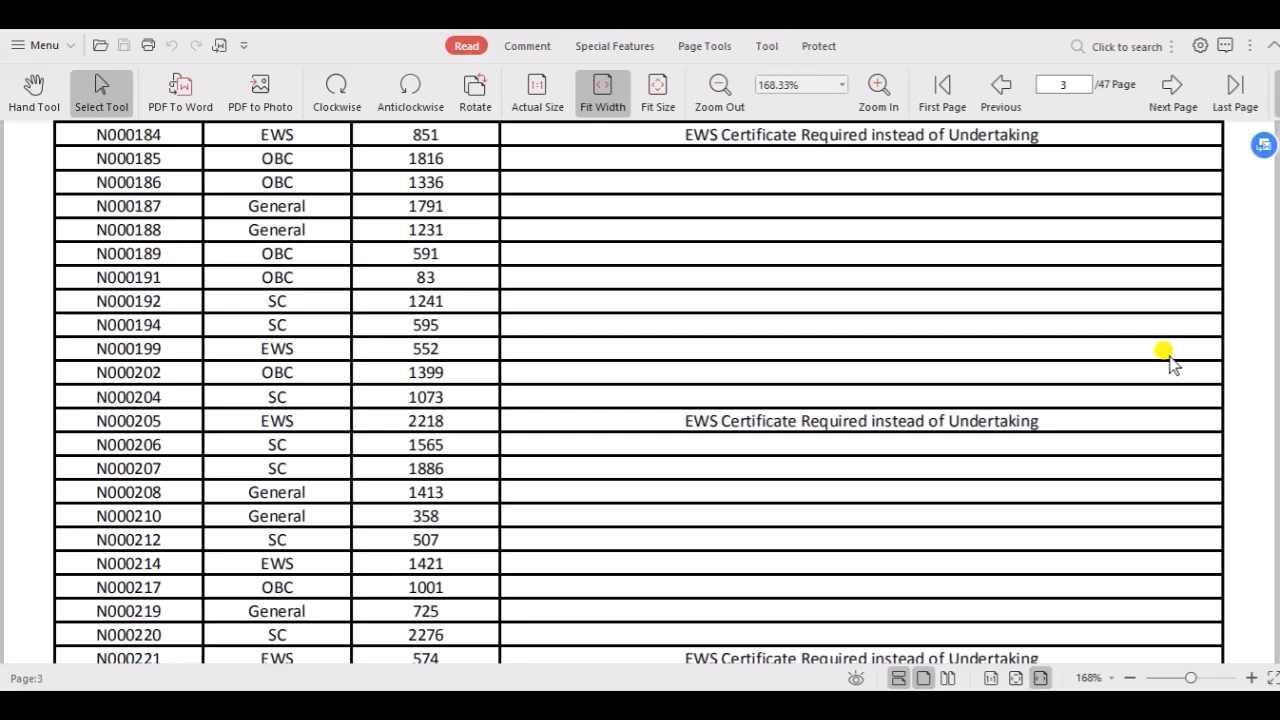 Menu Read Comment Special Features Page Tools Tool Protect Click to search
Hand Tool Select Tool PDF To Word PDF to Photo Clockwise Anticlockwise Rotate Actual Size Fit Width Fit Size Zoom Out 168.33% Zoom In First Page Previous 3 /47 Page Next Page Last Page
N000184 EWS 851 EWS Certificate Required instead of Undertaking
N000185 OBC 1816
N000186 OBC 1336
N000187 General 1791
N000188 General 1231
N000189 OBC 591
N000191 OBC 83
N000192 SC 1241
N000194 SC 595
N000199 EWS 552
N000202 OBC 1399
N000204 SC 1073
N000205 EWS 2218 EWS Certificate Required instead of Undertaking
N000206 SC 1565
N000207 SC 1886
N000208 General 1413
N000210 General 358
N000212 SC 507
N000214 EWS 1421
N000217 OBC 1001
N000219 General 725
N000220 SC 2276
N000221 EWS 574 EWS Certificate Required instead of Undertaking
Page:3 168%